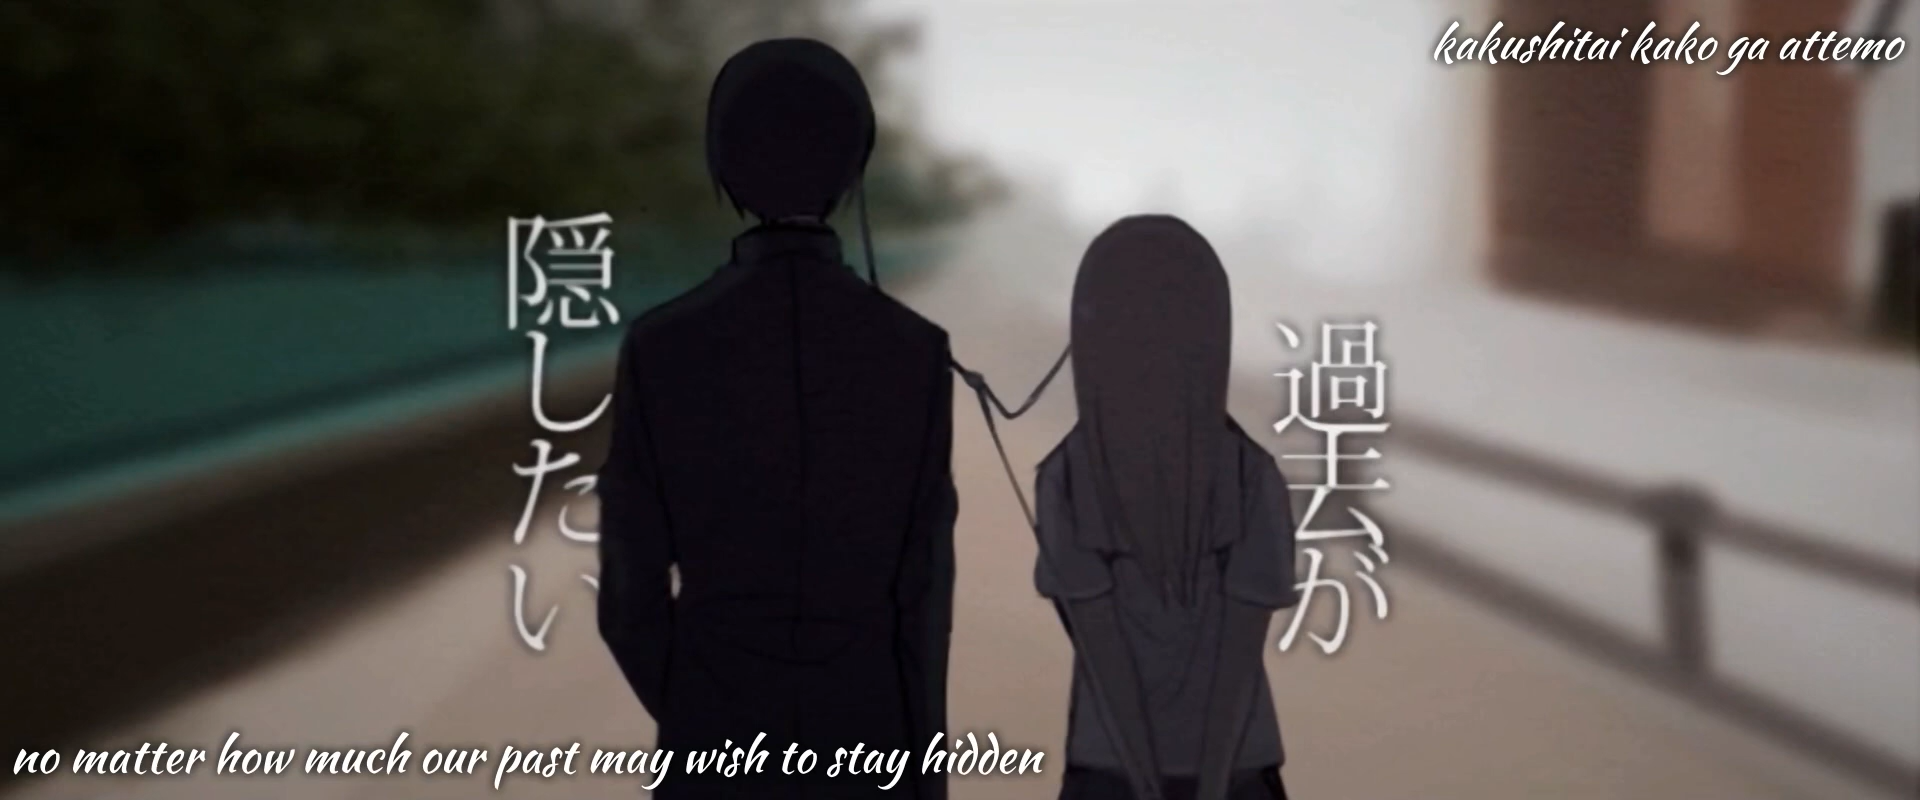 kakushitai kako ga attemo
隠したい
過去が
no matter how much our past may wish to stay hidden